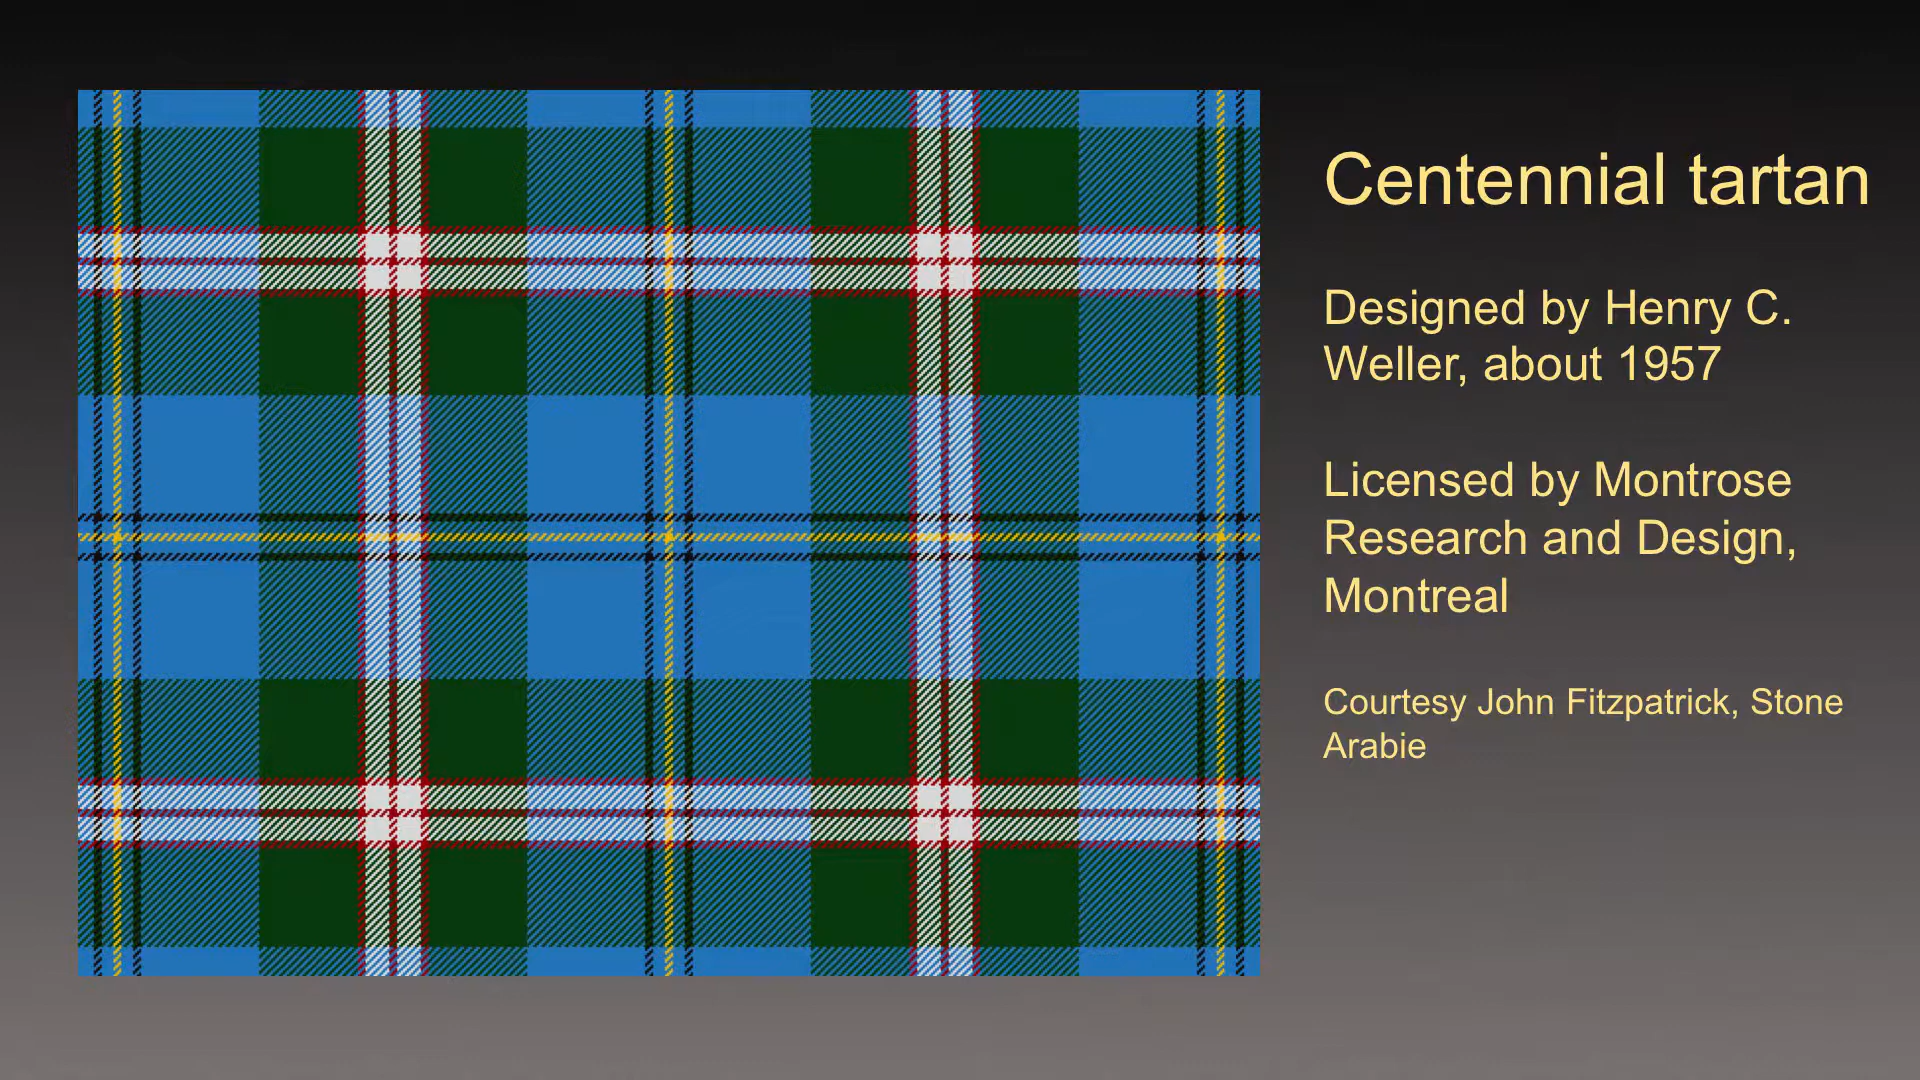 Centennial tartan
Designed by Henry C.
Weller, about 1957
Licensed by Montrose
Research and Design,
Montreal
Courtesy John Fitzpatrick, Stone
Arabie